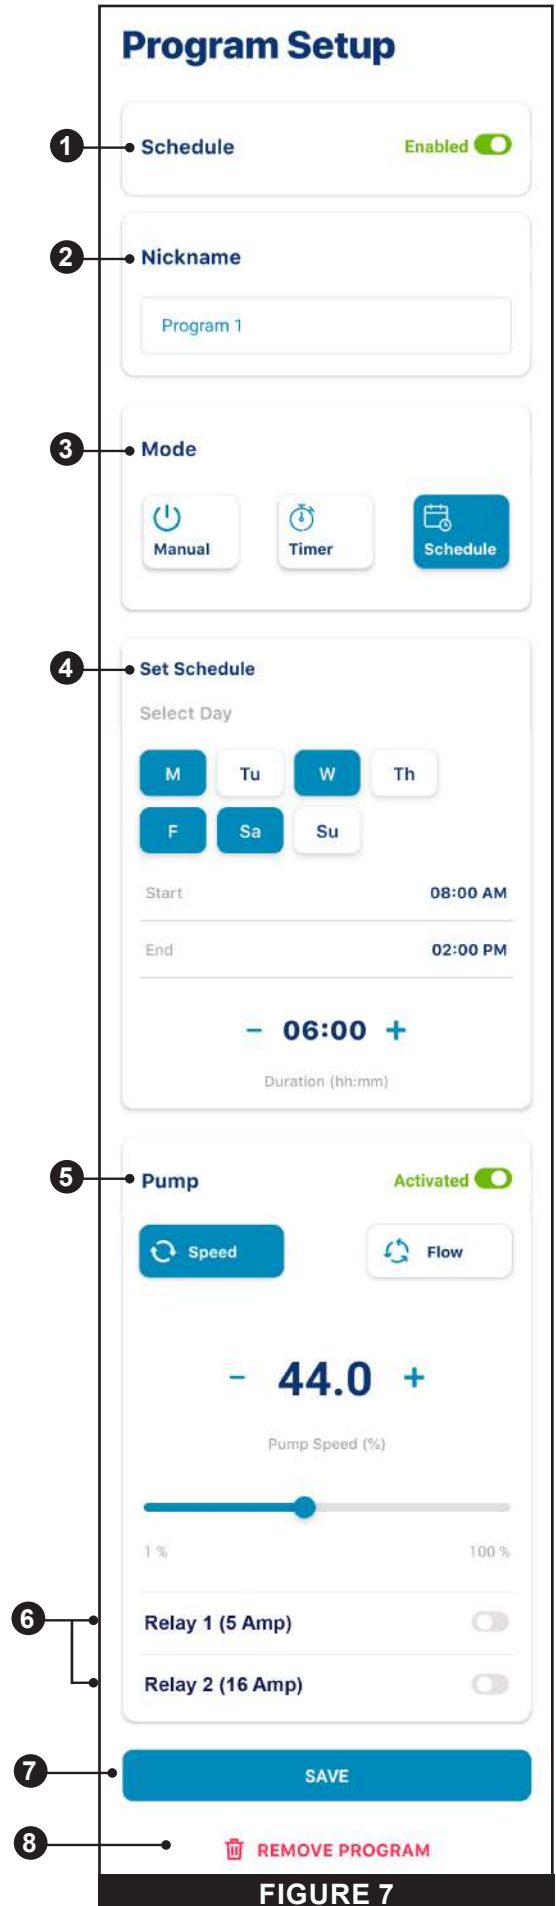 Program Setup
1 Schedule Enabled
2 Nickname
Program 1
3 Mode
Manual Timer Schedule
4 Set Schedule
Select Day
M Tu W Th
F Sa Su
Start 08:00 AM
End 02:00 PM
- 06:00 +
Duration (hh:mm)
5 Pump Activated
Speed Flow
- 44.0 +
Pump Speed (%)
1 % 100 %
6 Relay 1 (5 Amp)
Relay 2 (16 Amp)
7 SAVE
8 REMOVE PROGRAM
FIGURE 7